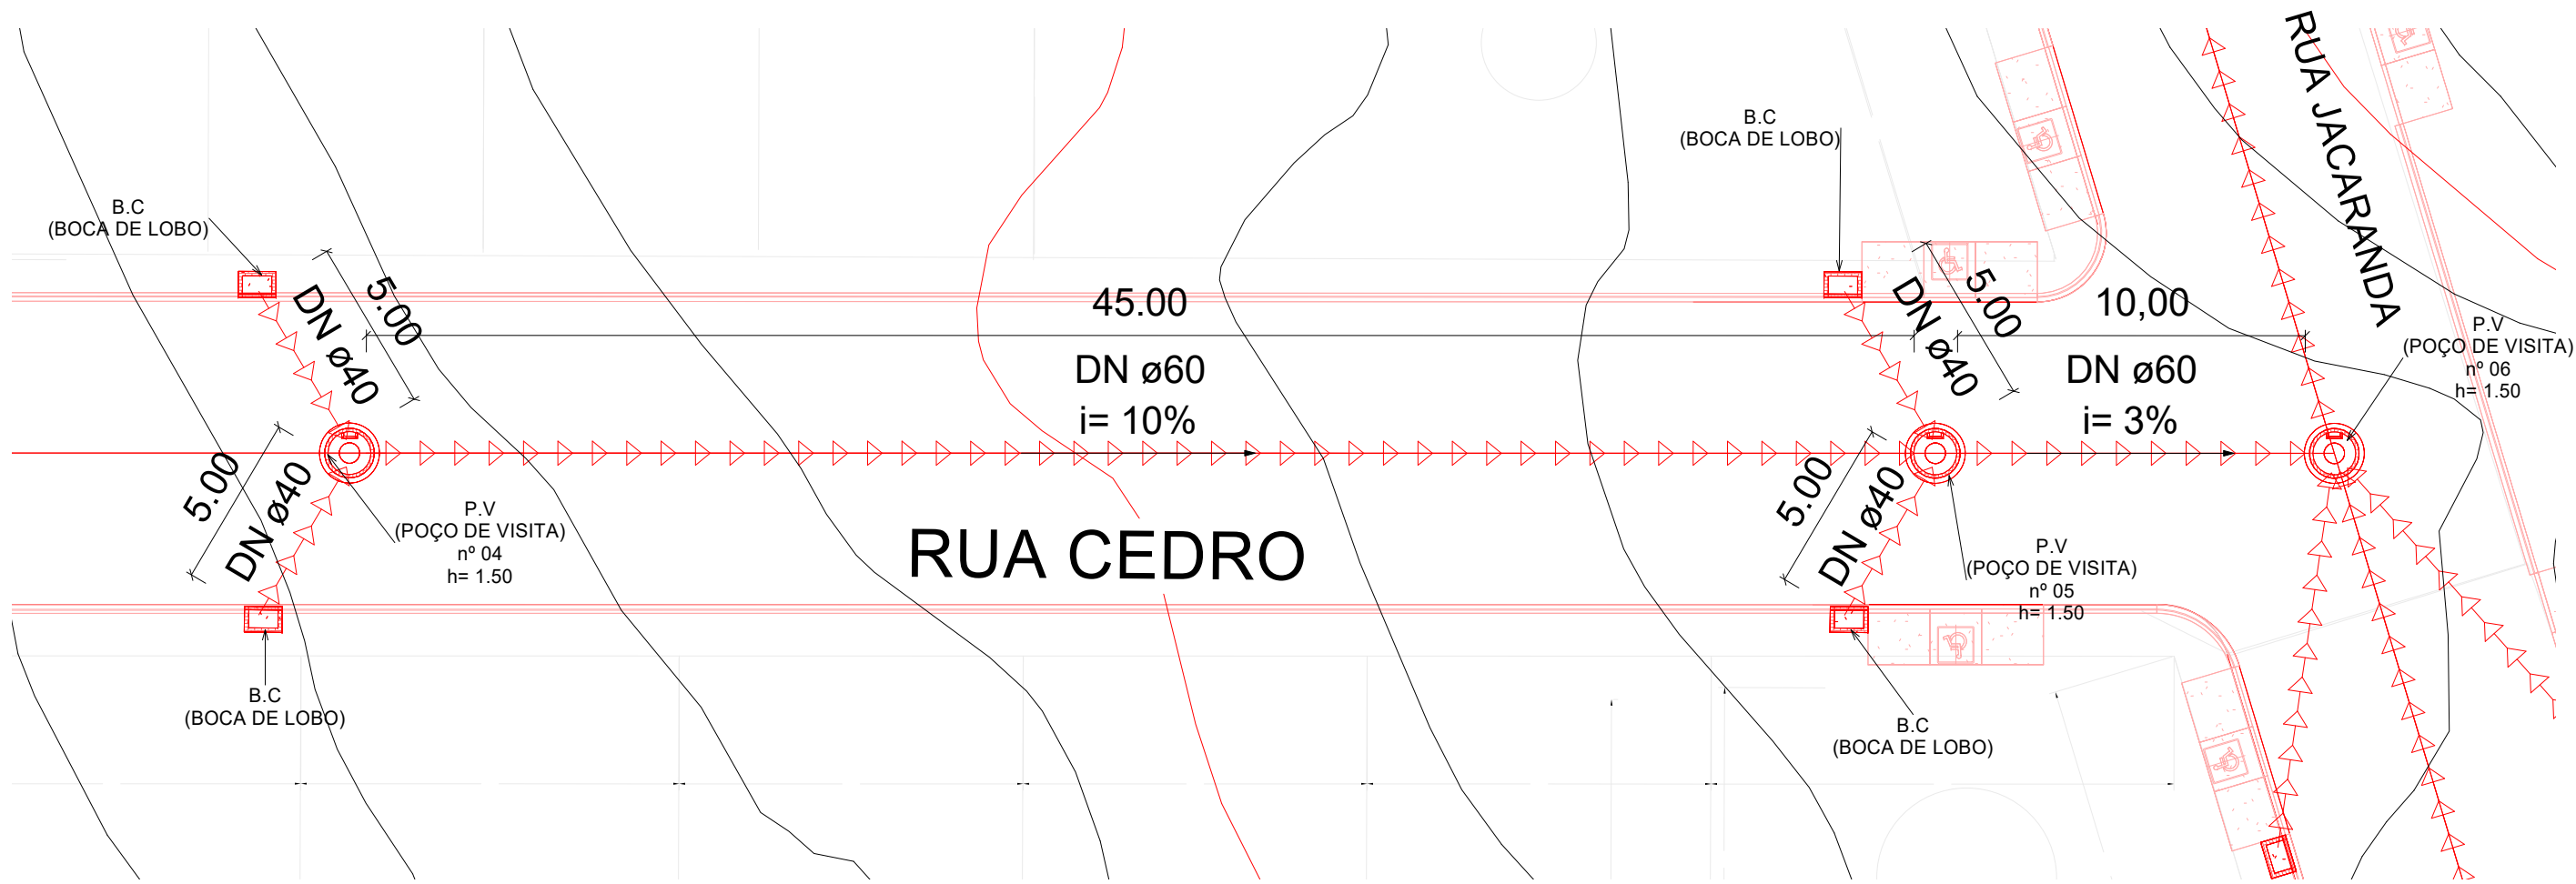 RUA JACARANDA
B.C
(BOCA DE LOBO)
B.C
(BOCA DE LOBO)
DN ø40
5.00
45.00
DN ø60
i= 10%
DN ø40
5.00
10,00
DN ø60
i= 3%
P.V
(POÇO DE VISITA)
nº 06
h= 1.50
5.00
DN ø40
P.V
(POÇO DE VISITA)
nº 04
h= 1.50
RUA CEDRO
5.00
DN ø40
P.V
(POÇO DE VISITA)
nº 05
h= 1.50
B.C
(BOCA DE LOBO)
B.C
(BOCA DE LOBO)